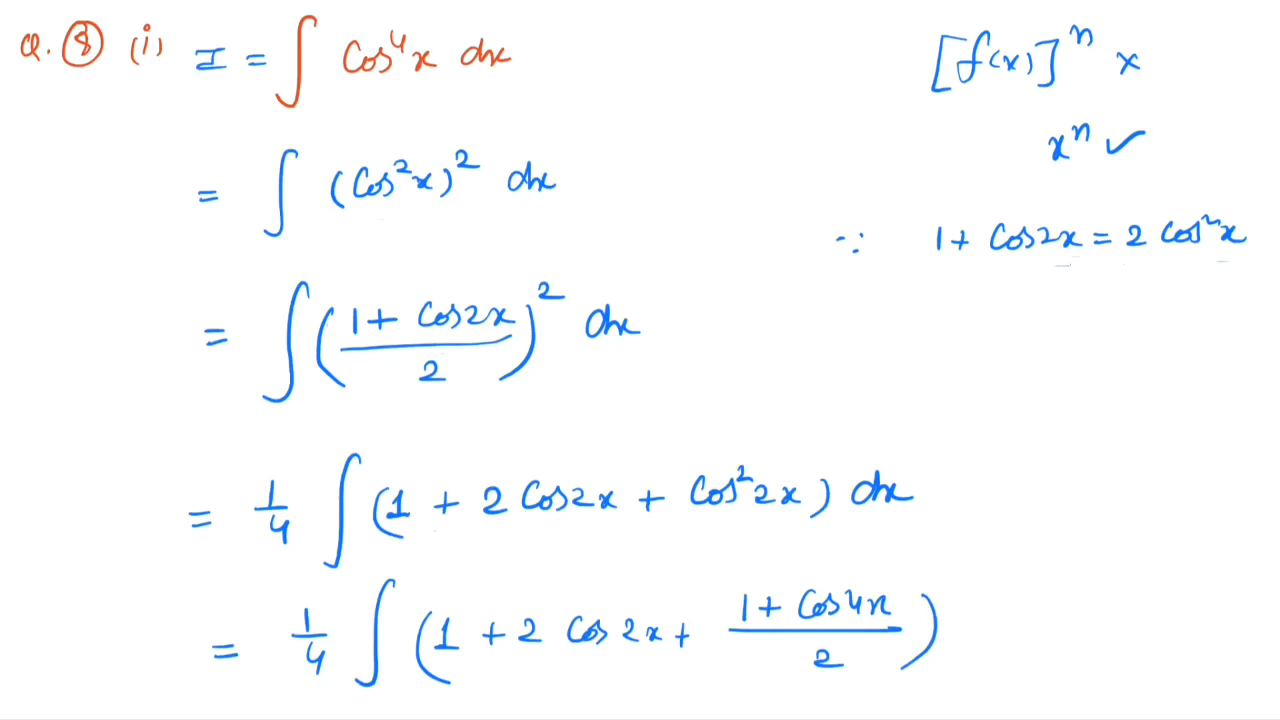 Q. ⑧ (i) I = ∫ Cos⁴x dx
[f(x)]ⁿ ×
xⁿ ✓
= ∫ (Cos²x)² dx
∵ 1 + Cos2x = 2 Cos²x
= ∫ ((1 + Cos2x)/2)² dx
= 1/4 ∫ (1 + 2 Cos2x + Cos²2x) dx
= 1/4 ∫ (1 + 2 Cos 2x + (1 + Cos4x)/2)